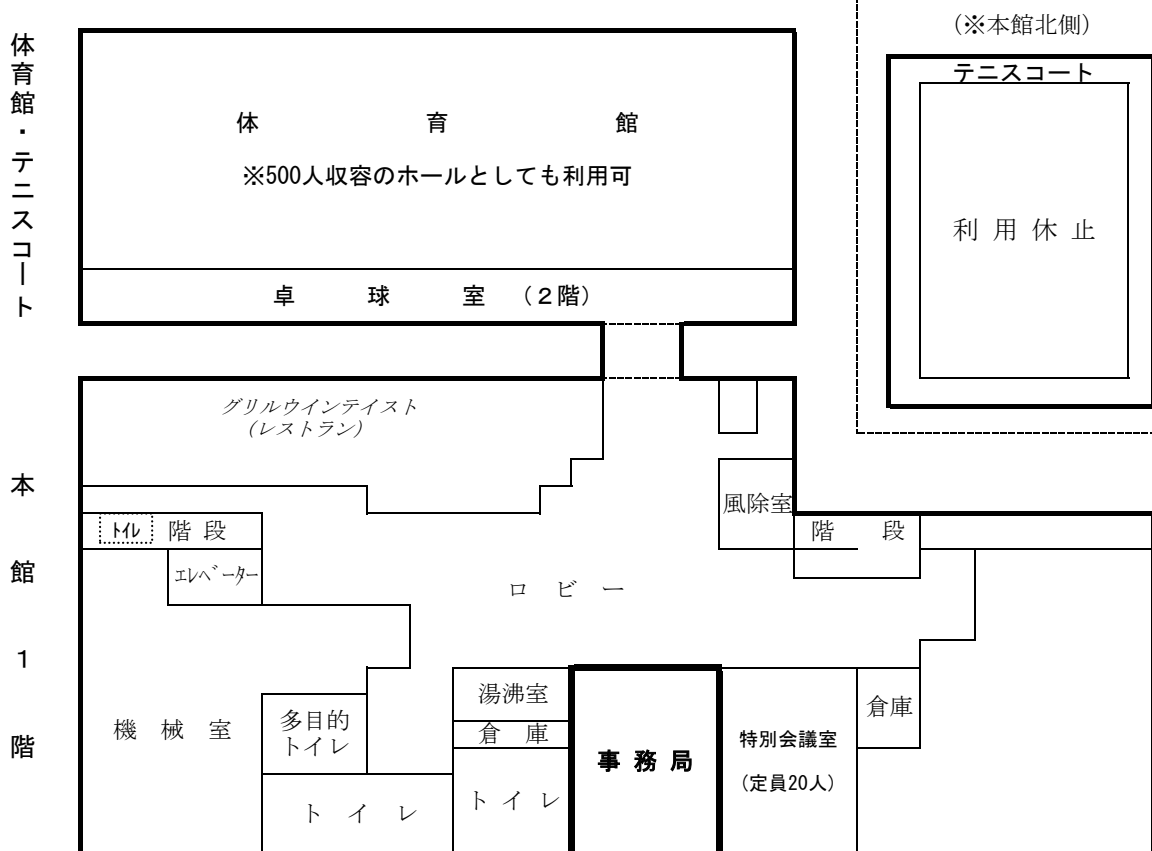 体育館・テニスコート
(※本館北側)
テニスコート
利用休止
体育館
※500人収容のホールとしても利用可
卓球室（２階）
本館１階
グリルウインテイスト
(レストラン)
風除室
ﾄｲﾚ
階段
階段
ｴﾚﾍﾞｰﾀｰ
ロビー
機械室
多目的
トイレ
トイレ
湯沸室
倉庫
トイレ
事務局
特別会議室
(定員20人)
倉庫